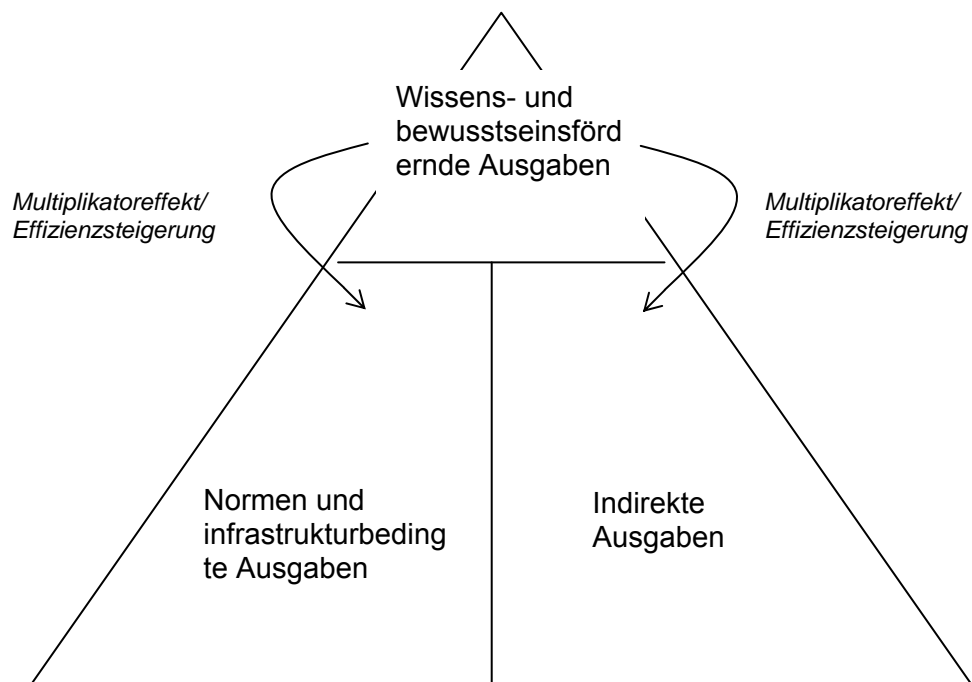 Wissens- und
bewusstseinsförd
ernde Ausgaben
Multiplikatoreffekt/
Effizienzsteigerung
Multiplikatoreffekt/
Effizienzsteigerung
Normen und
infrastrukturbeding
te Ausgaben
Indirekte
Ausgaben